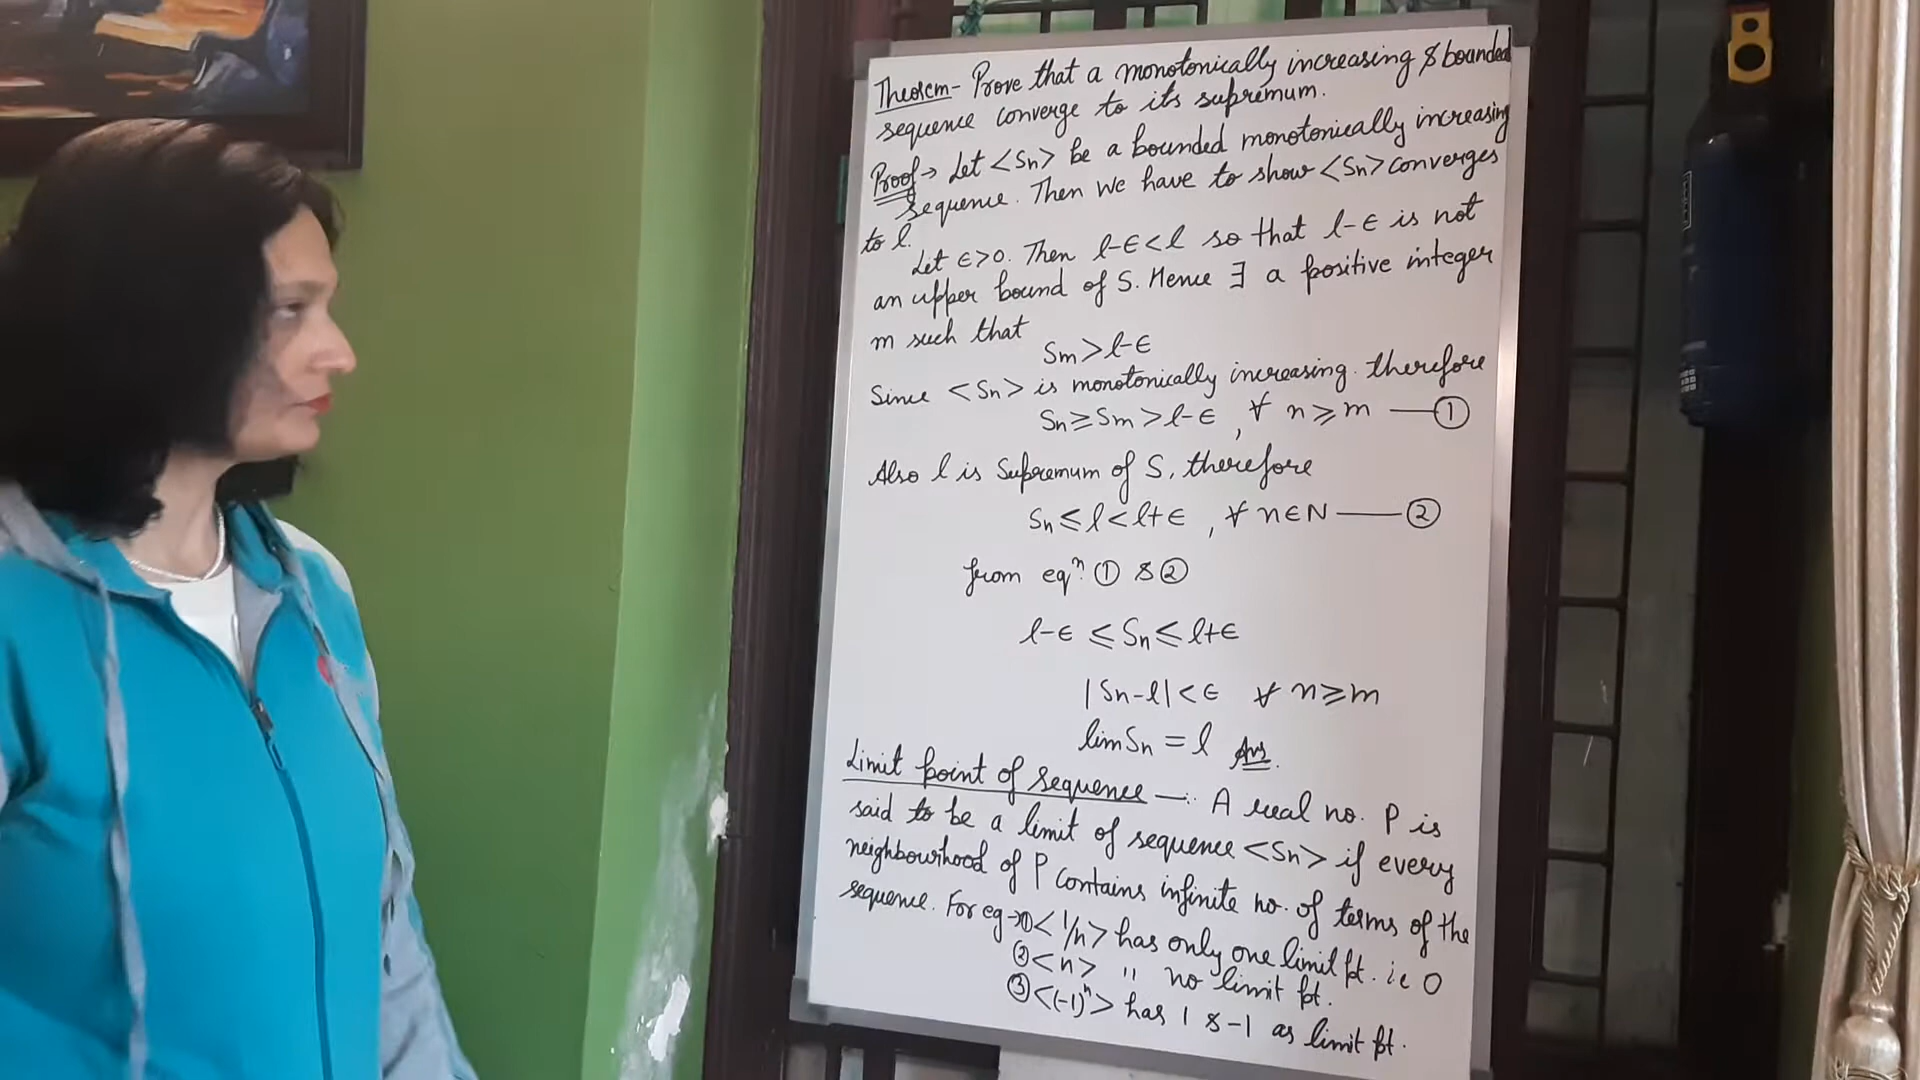 Theorem - Prove that a monotonically increasing & bounded
sequence converge to its supremum.
Proof → Let <Sn> be a bounded monotonically increasing
sequence. Then we have to show <Sn> converges
to l.
Let ϵ>0. Then l-ϵ<l so that l-ϵ is not
an upper bound of S. Hence ∃ a positive integer
m such that
Sm>l-ϵ
Since <Sn> is monotonically increasing. therefore
Sn≥Sm>l-ϵ, ∀ n≥m —①
Also l is Supremum of S, therefore
Sn≤l<l+ϵ, ∀ n∈N —②
from eqⁿ. ① & ②
l-ϵ ≤ Sn ≤ l+ϵ
|Sn-l|<ϵ ∀ n≥m
lim Sn = l Ans.
Limit point of sequence —: A real no. P is
said to be a limit of sequence <Sn> if every
neighbourhood of P contains infinite no. of terms of the
sequence. For eg → ① <1/n> has only one limit pt. i.e 0
② <n> " no limit pt.
③ <(-1)ⁿ> has 1 & -1 as limit pt.